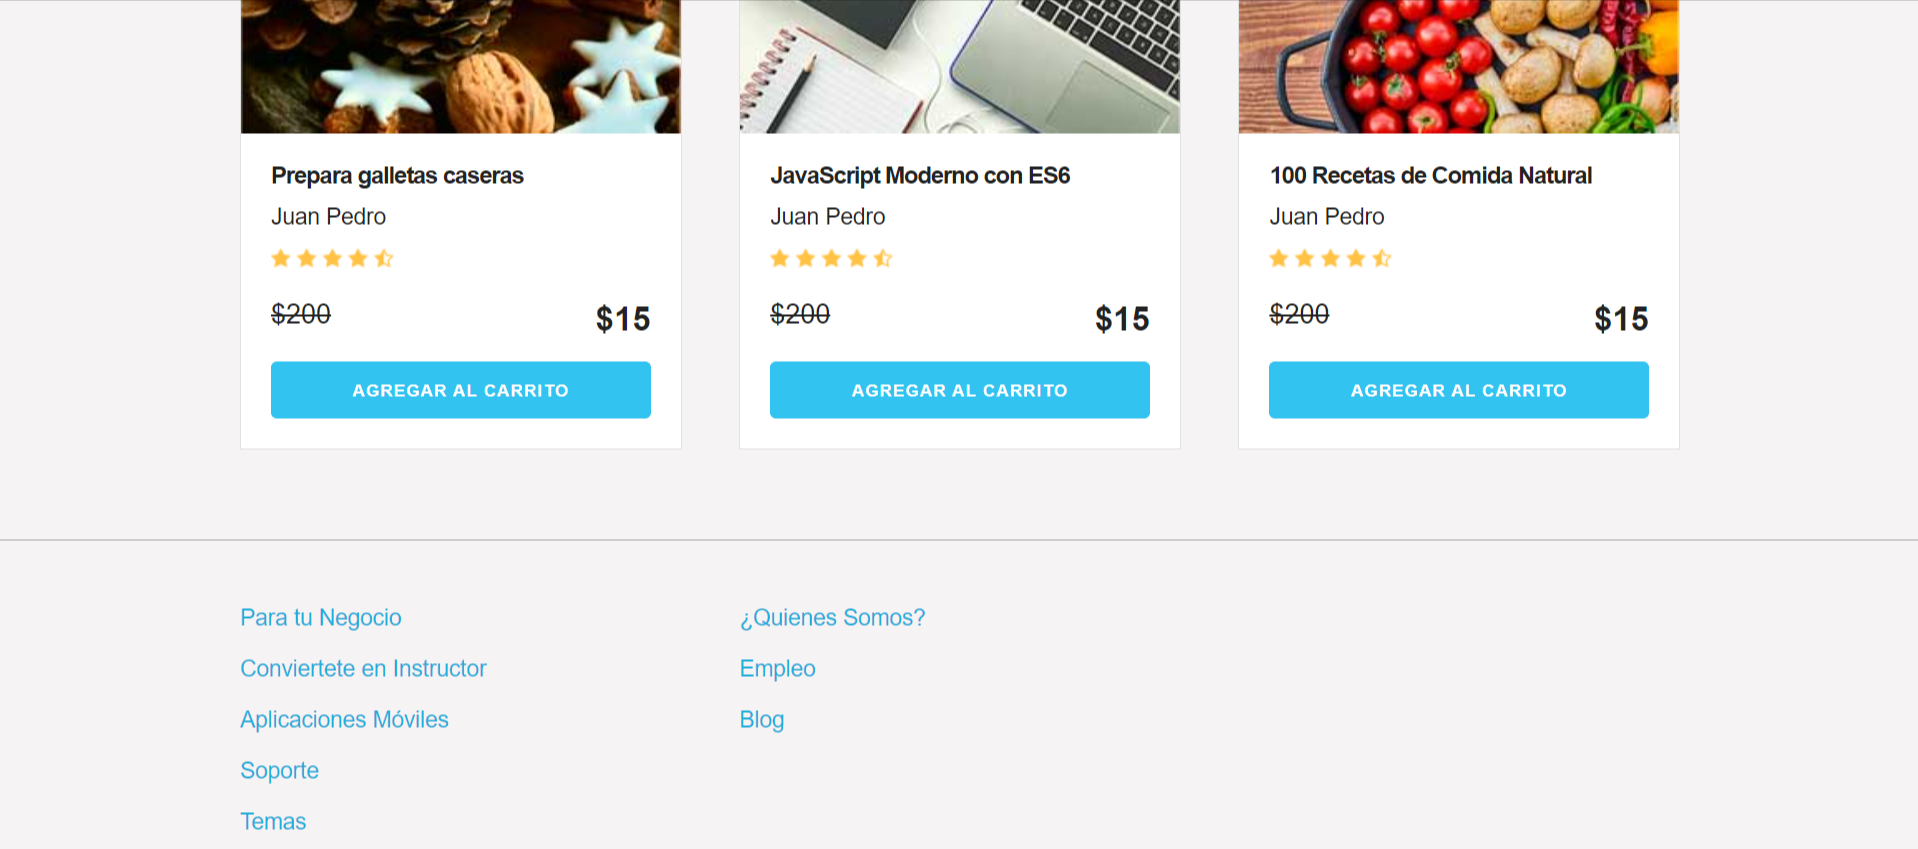 Prepara galletas caseras
Juan Pedro
$200 $15
AGREGAR AL CARRITO
JavaScript Moderno con ES6
Juan Pedro
$200 $15
AGREGAR AL CARRITO
100 Recetas de Comida Natural
Juan Pedro
$200 $15
AGREGAR AL CARRITO
Para tu Negocio
Conviertete en Instructor
Aplicaciones Móviles
Soporte
Temas
¿Quienes Somos?
Empleo
Blog